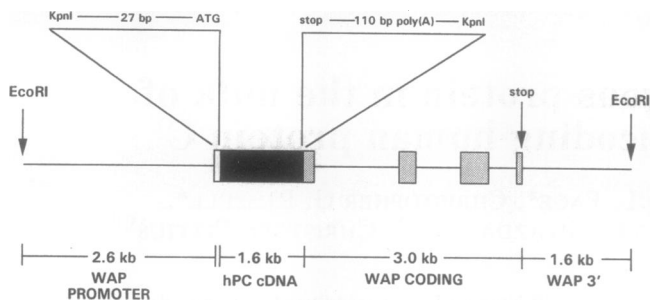 KpnI — 27 bp — ATG
stop — 110 bp poly(A) — KpnI
EcoRI
stop
EcoRI
2.6 kb
1.6 kb
3.0 kb
1.6 kb
WAP
PROMOTER
hPC cDNA
WAP CODING
WAP 3'